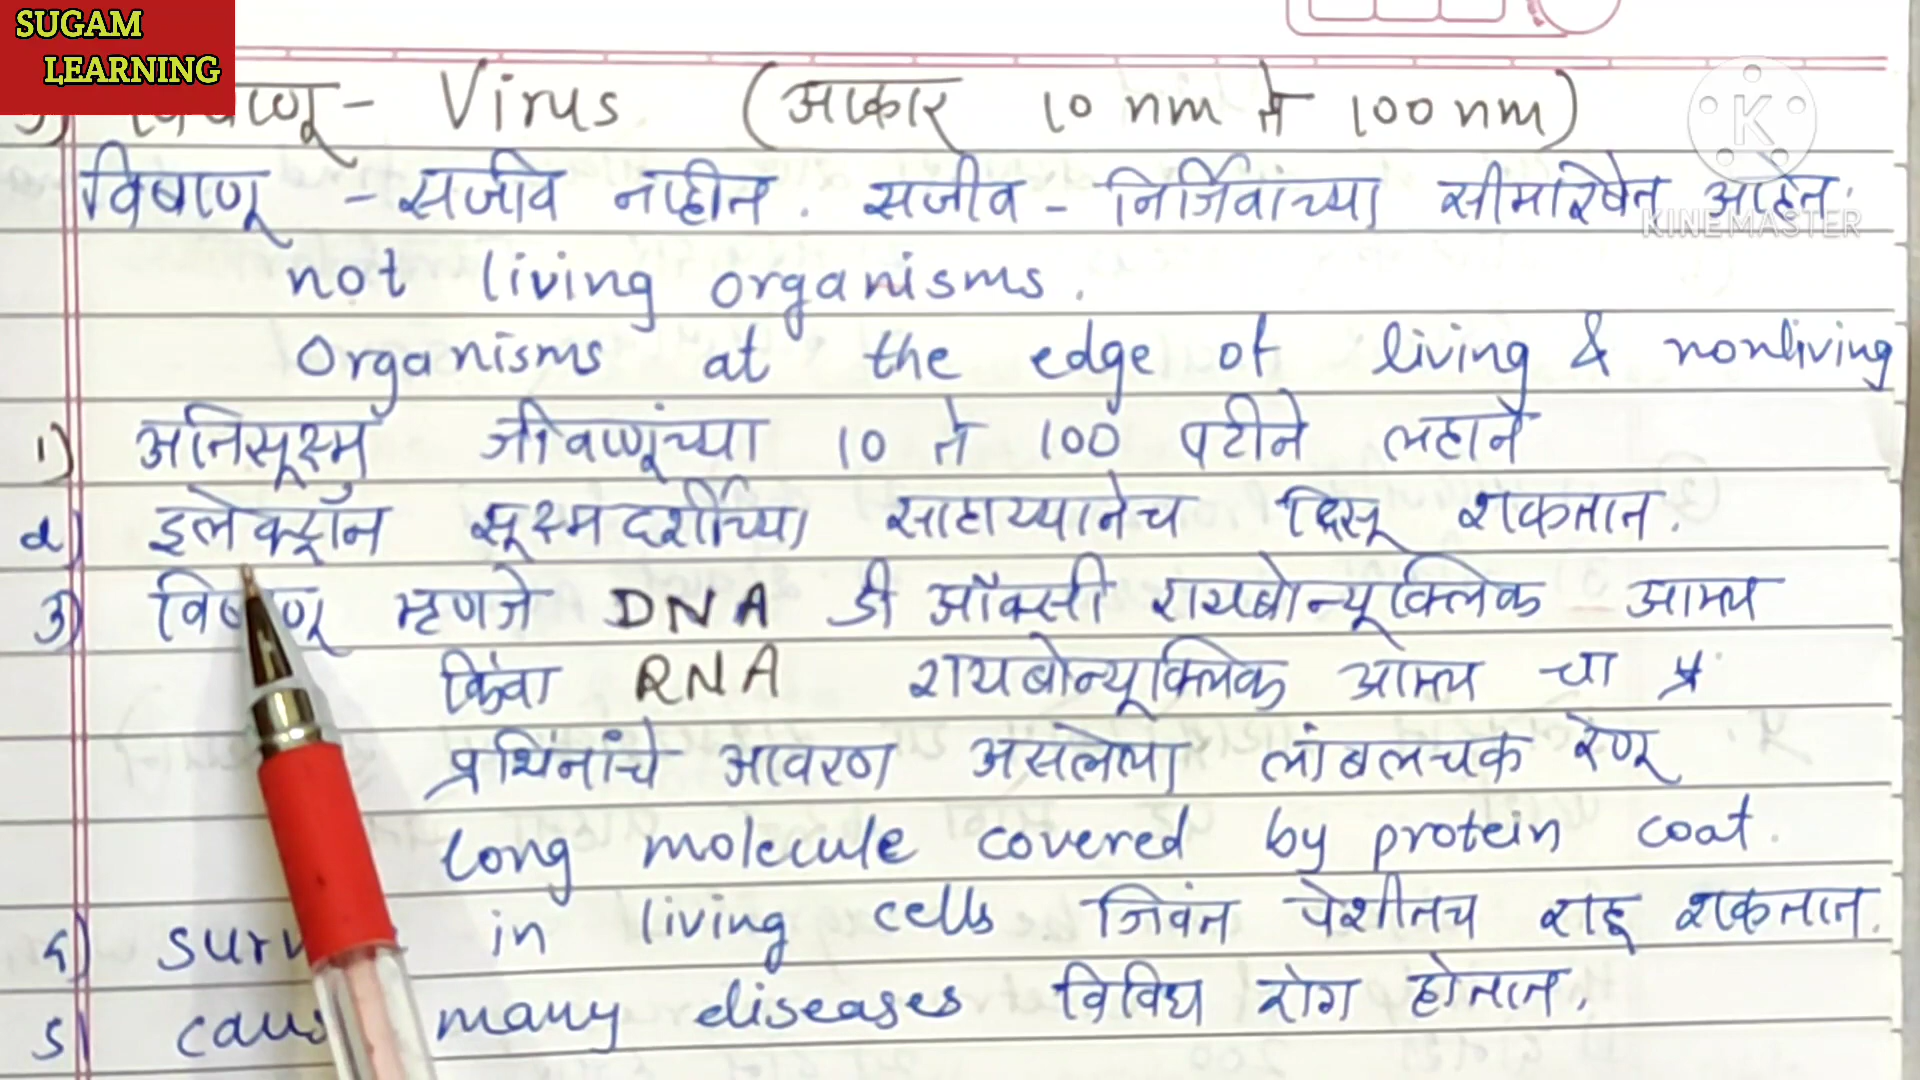 SUGAM
LEARNING
- Virus (आकार 10 nm ते 100 nm)
K
विषाणू - सजीव नाहीत. सजीव - निर्जिवांच्या सीमारेषेत आहेत.
KINEMASTER
not living organisms.
Organisms at the edge of living & nonliving
1) अतिसूक्ष्म जीवाणूंच्या 10 ते 100 पटीने लहान
2) इलेक्ट्रॉन सूक्ष्मदर्शीच्या साहाय्यानेच दिसू शकतात.
3) विषाणू म्हणजे DNA डी ऑक्सी रायबोन्यूक्लिक आम्ल
किंवा RNA रायबोन्यूक्लिक आम्ल चा प्र
प्रथिनांचे आवरण असलेला लांबलचक रेणू
long molecule covered by protein coat.
4) in living cells जिवंत पेशीतच राहू शकतात.
5) many diseases विविध रोग होतात.